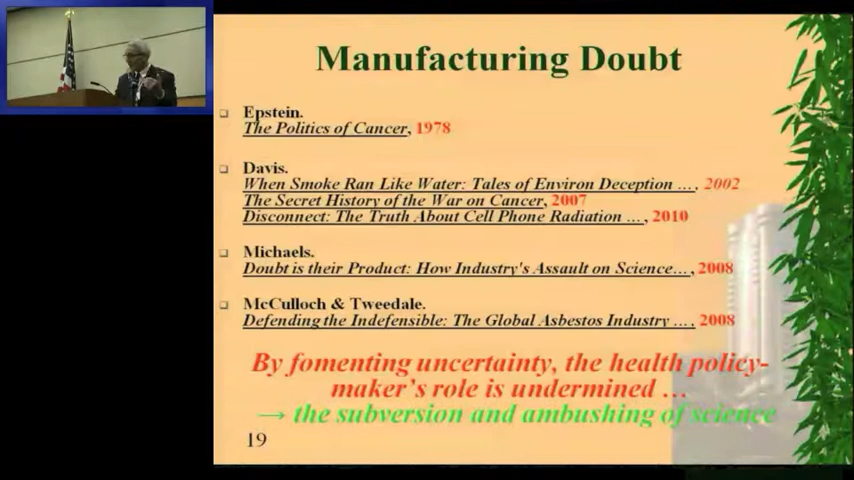 Manufacturing Doubt
Epstein.
The Politics of Cancer, 1978
Davis.
When Smoke Ran Like Water: Tales of Environ Deception ..., 2002
The Secret History of the War on Cancer, 2007
Disconnect: The Truth About Cell Phone Radiation ..., 2010
Michaels.
Doubt is their Product: How Industry's Assault on Science..., 2008
McCulloch & Tweedale.
Defending the Indefensible: The Global Asbestos Industry ..., 2008
By fomenting uncertainty, the health policy-
maker's role is undermined ...
→ the subversion and ambushing of science
19